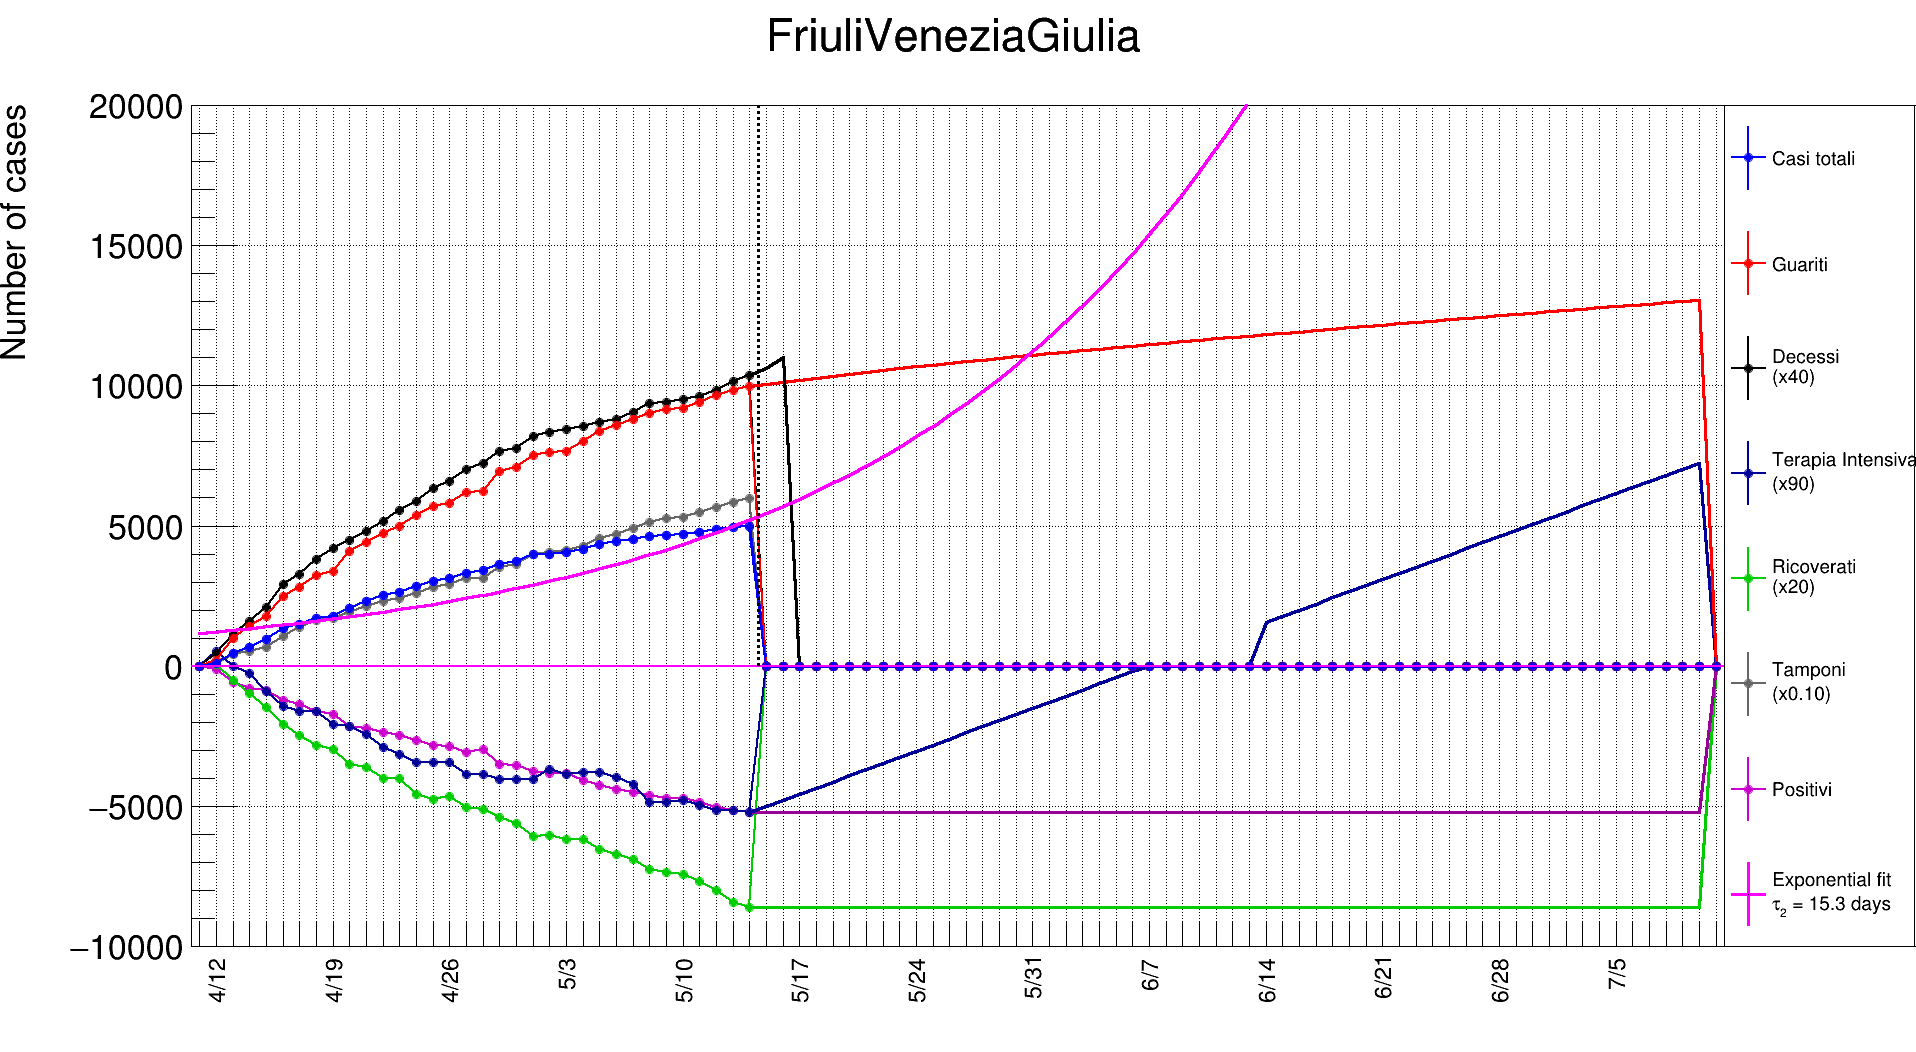 FriuliVeneziaGiulia
Number of cases
20000
15000
10000
5000
0
−5000
−10000
4/12
4/19
4/26
5/3
5/10
5/17
5/24
5/31
6/7
6/14
6/21
6/28
7/5
Casi totali
Guariti
Decessi
(x40)
Terapia Intensiva
(x90)
Ricoverati
(x20)
Tamponi
(x0.10)
Positivi
Exponential fit
τ2 = 15.3 days